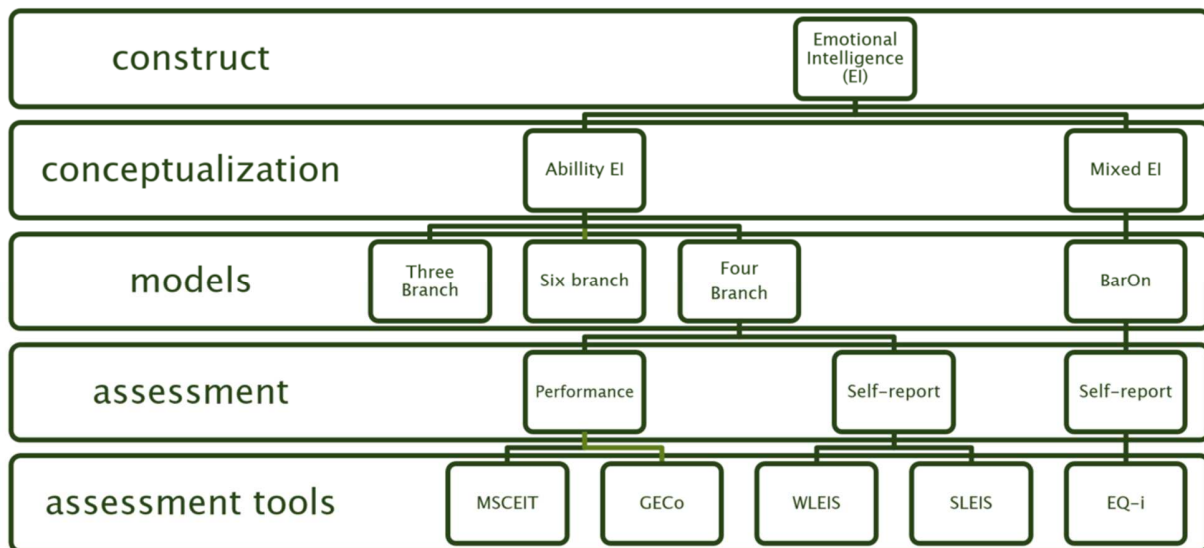 construct
Emotional
Intelligence
(EI)
conceptualization
Abillity EI
Mixed EI
models
Three
Branch
Six branch
Four
Branch
BarOn
assessment
Performance
Self-report
Self-report
assessment tools
MSCEIT
GECo
WLEIS
SLEIS
EQ-i